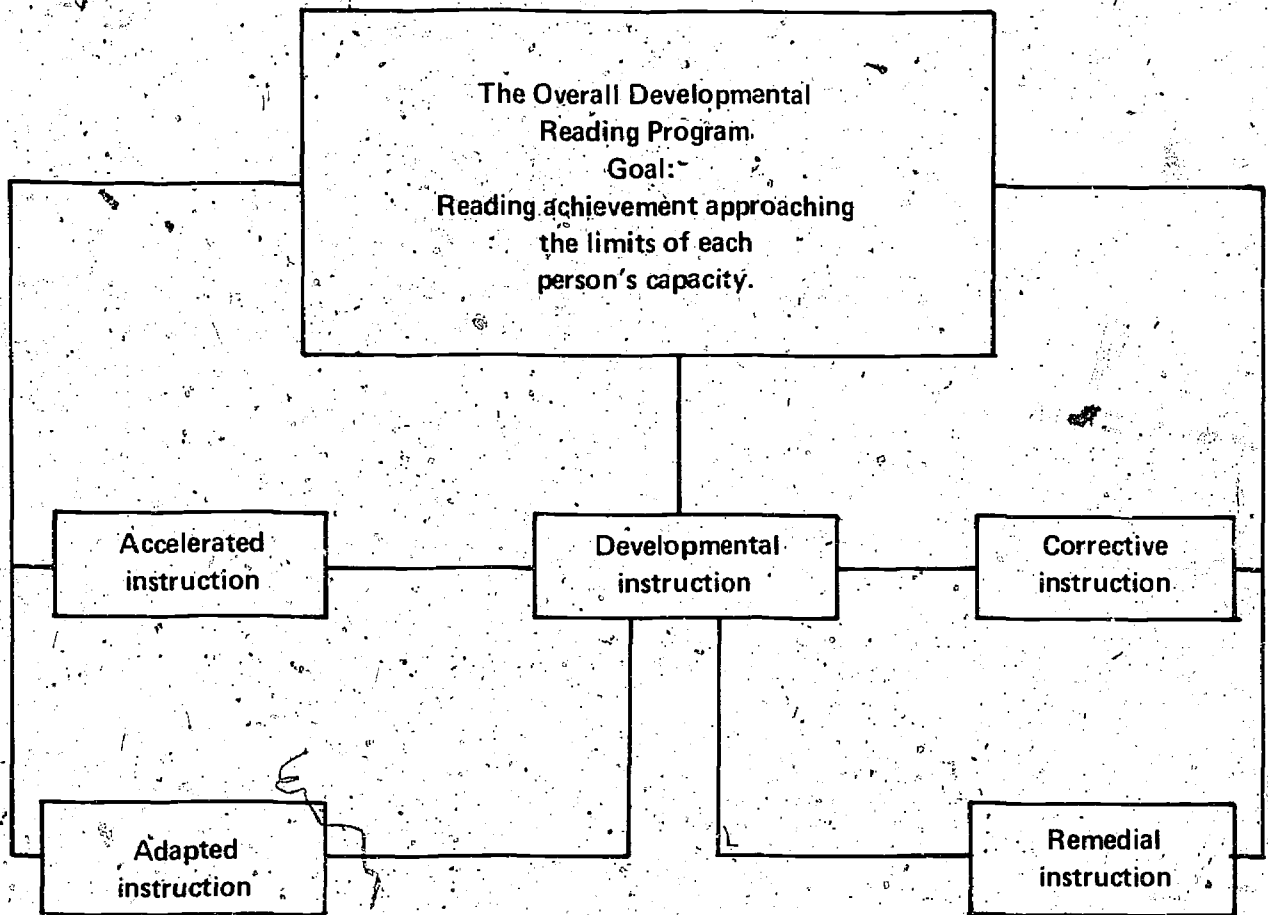 The Overall Developmental
Reading Program.
Goal:
Reading achievement approaching
the limits of each
person's capacity.
Accelerated
instruction
Developmental
instruction
Corrective
instruction
Adapted
instruction
Remedial
instruction